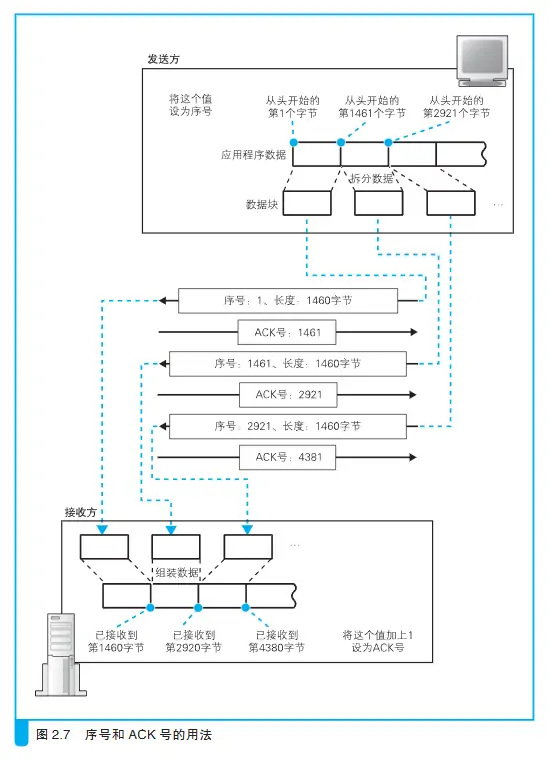 发送方
将这个值
设为序号
从头开始的
第1个字节
从头开始的
第1461个字节
从头开始的
第2921个字节
应用程序数据
拆分数据
数据块
…
序号：1、长度：1460字节
ACK号：1461
序号：1461、长度：1460字节
ACK号：2921
序号：2921、长度：1460字节
ACK号：4381
接收方
…
组装数据
已接收到
第1460字节
已接收到
第2920字节
已接收到
第4380字节
将这个值加上1
设为ACK号
图 2.7 序号和 ACK 号的用法